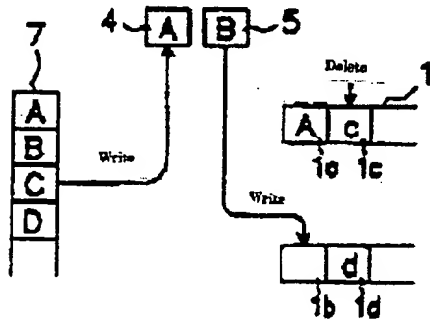 4 A B 5
7
A
B
C
D
Write
Delete
1
A c
1a 1c
Write
d
1b 1d